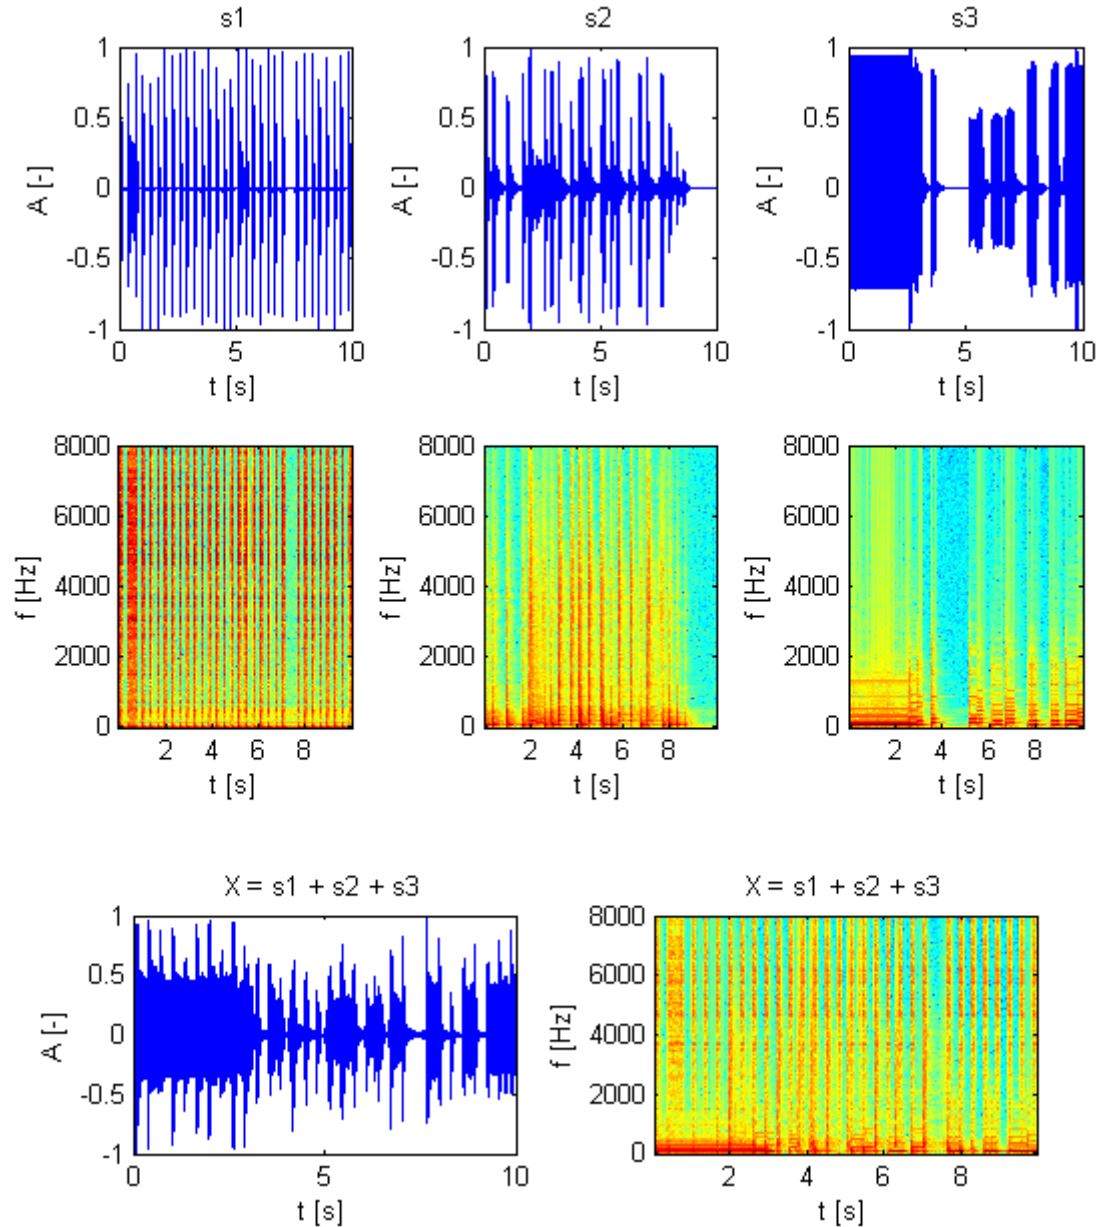 s1 s2 s3
1 1 1
0.5 0.5 0.5
A [-] 0 A [-] 0 A [-] 0
-0.5 -0.5 -0.5
-1 -1 -1
0 5 10 0 5 10 0 5 10
t [s] t [s] t [s]
8000 8000 8000
6000 6000 6000
f [Hz] 4000 f [Hz] 4000 f [Hz] 4000
2000 2000 2000
0 0 0
2 4 6 8 2 4 6 8 2 4 6 8
t [s] t [s] t [s]
X = s1 + s2 + s3 X = s1 + s2 + s3
1 8000
0.5 6000
A [-] 0 f [Hz] 4000
-0.5 2000
-1 0
0 5 10 2 4 6 8
t [s] t [s]